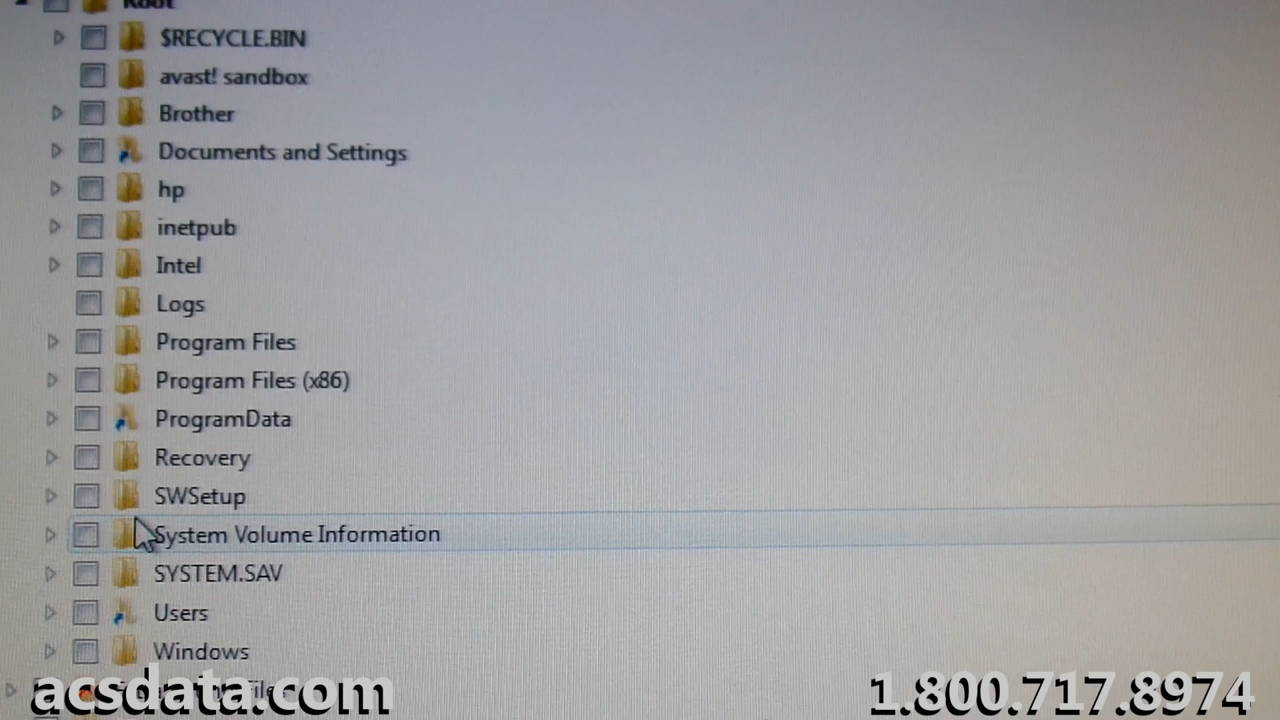 Root
$RECYCLE.BIN
avast! sandbox
Brother
Documents and Settings
hp
inetpub
Intel
Logs
Program Files
Program Files (x86)
ProgramData
Recovery
SWSetup
System Volume Information
SYSTEM.SAV
Users
Windows
acsdata.com
1.800.717.8974